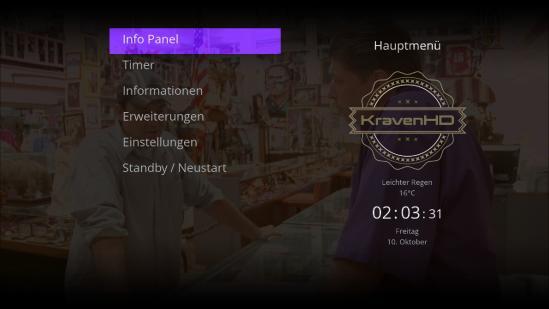 Info Panel
Timer
Informationen
Erweiterungen
Einstellungen
Standby / Neustart
Hauptmenü
KravenHD
Leichter Regen
16°C
02:03:31
Freitag
10. Oktober